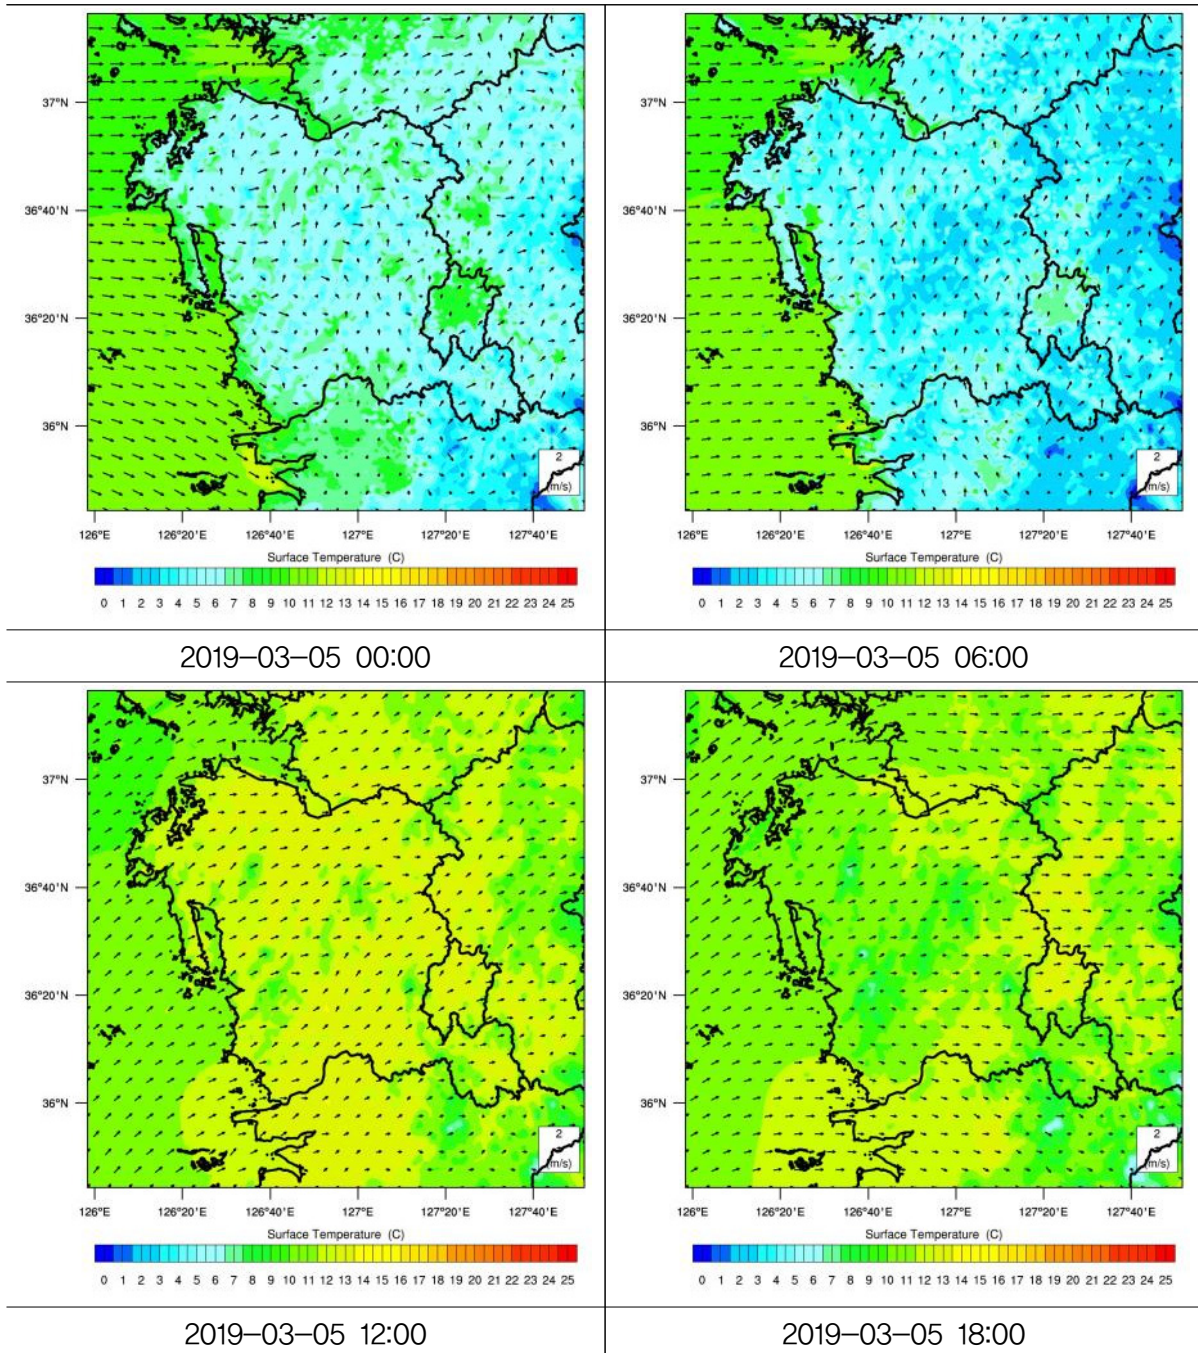 37°N
36°40'N
36°20'N
36°N
2
(m/s)
126°E 126°20'E 126°40'E 127°E 127°20'E 127°40'E
Surface Temperature (C)
0 1 2 3 4 5 6 7 8 9 10 11 12 13 14 15 16 17 18 19 20 21 22 23 24 25
2019-03-05 00:00
37°N
36°40'N
36°20'N
36°N
2
(m/s)
126°E 126°20'E 126°40'E 127°E 127°20'E 127°40'E
Surface Temperature (C)
0 1 2 3 4 5 6 7 8 9 10 11 12 13 14 15 16 17 18 19 20 21 22 23 24 25
2019-03-05 06:00
37°N
36°40'N
36°20'N
36°N
2
(m/s)
126°E 126°20'E 126°40'E 127°E 127°20'E 127°40'E
Surface Temperature (C)
0 1 2 3 4 5 6 7 8 9 10 11 12 13 14 15 16 17 18 19 20 21 22 23 24 25
2019-03-05 12:00
37°N
36°40'N
36°20'N
36°N
2
(m/s)
126°E 126°20'E 126°40'E 127°E 127°20'E 127°40'E
Surface Temperature (C)
0 1 2 3 4 5 6 7 8 9 10 11 12 13 14 15 16 17 18 19 20 21 22 23 24 25
2019-03-05 18:00